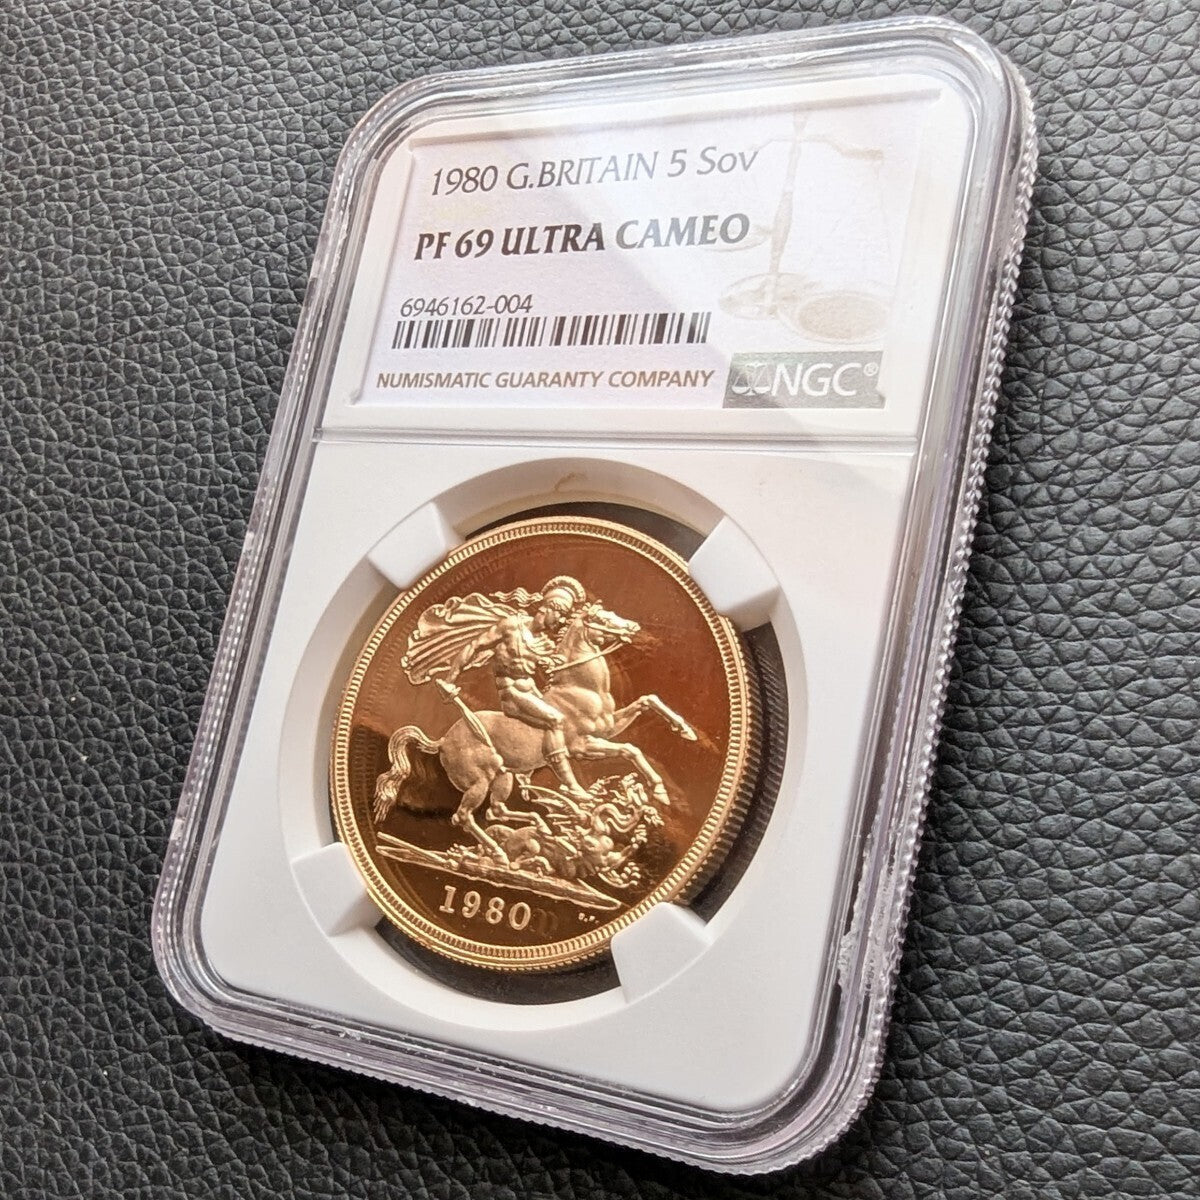 1980 G.BRITAIN 5 Sov
PF 69 ULTRA CAMEO
6946162-004
NUMISMATIC GUARANTY COMPANY NGC®
1980
B.P.